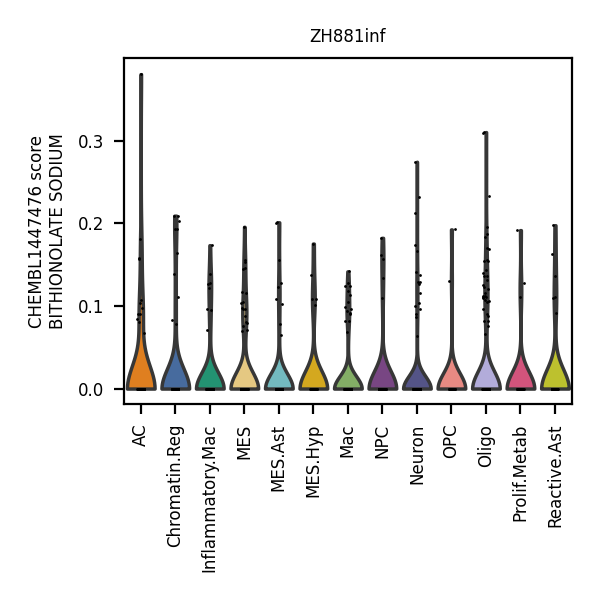 ZH881inf
CHEMBL1447476 score
BITHIONOLATE SODIUM
0.3
0.2
0.1
0.0
AC
Chromatin.Reg
Inflammatory.Mac
MES
MES.Ast
MES.Hyp
Mac
NPC
Neuron
OPC
Oligo
Prolif.Metab
Reactive.Ast